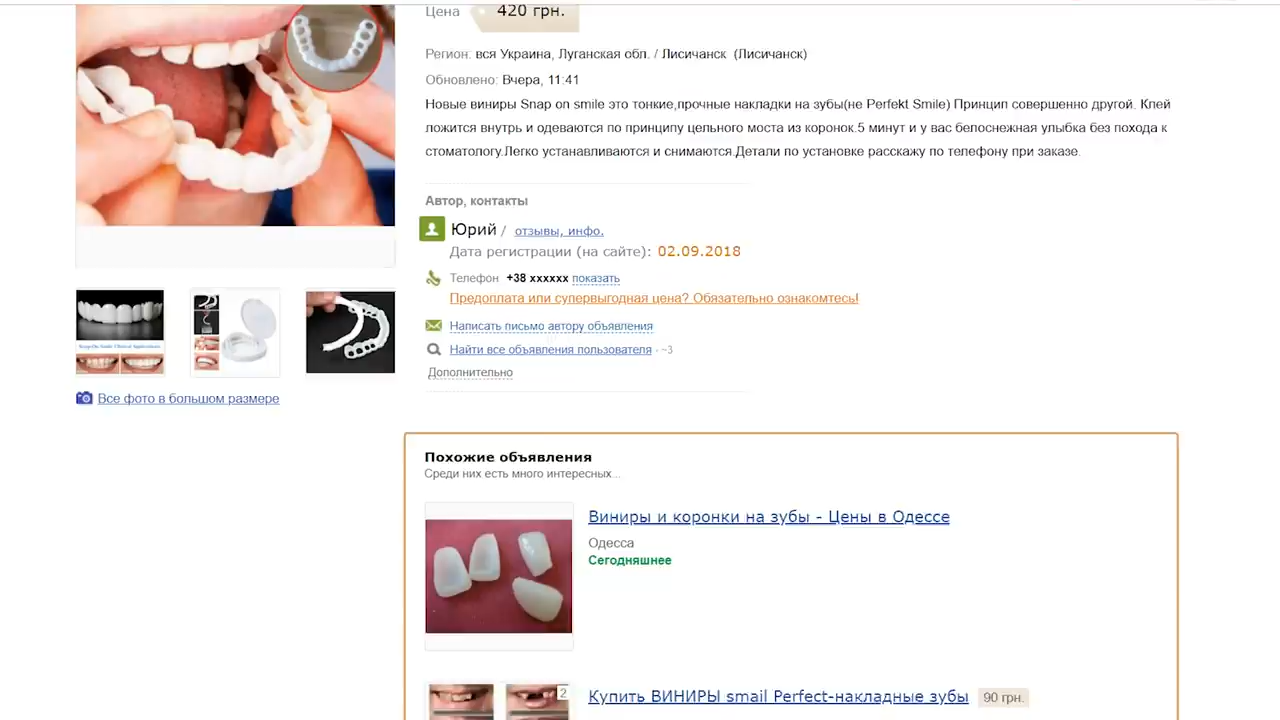 Цена 420 грн.
Регион: вся Украина, Луганская обл. / Лисичанск (Лисичанск)
Обновлено: Вчера, 11:41
Новые виниры Snap on smile это тонкие,прочные накладки на зубы(не Perfekt Smile) Принцип совершенно другой. Клей
ложится внутрь и одеваются по принципу цельного моста из коронок.5 минут и у вас белоснежная улыбка без похода к
стоматологу.Легко устанавливаются и снимаются.Детали по установке расскажу по телефону при заказе.
Автор, контакты
Юрий / отзывы, инфо.
Дата регистрации (на сайте): 02.09.2018
Телефон +38 xxxxxx показать
Предоплата или супервыгодная цена? Обязательно ознакомтесь!
Написать письмо автору объявления
Найти все объявления пользователя · ~3
Дополнительно
Все фото в большом размере
Похожие объявления
Среди них есть много интересных...
Виниры и коронки на зубы - Цены в Одессе
Одесса
Сегодняшнее
2
Купить ВИНИРЫ smail Perfect-накладные зубы 90 грн.